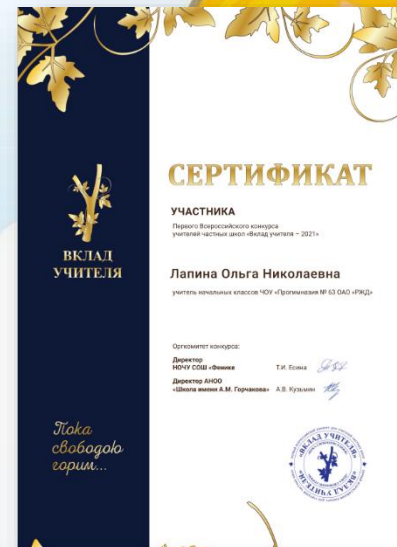 СЕРТИФИКАТ
УЧАСТНИКА
Первого Всероссийского конкурса
учителей частных школ «Вклад учителя – 2021»
ВКЛАД
УЧИТЕЛЯ
Лапина Ольга Николаевна
учитель начальных классов ЧОУ «Прогимназия № 63 ОАО «РЖД»
Оргкомитет конкурса:
Директор
НОЧУ СОШ «Феникс Т.И. Есина
Директор АНОО
«Школа имени А.М. Горчакова» А.В. Кузьмин
Пока
свободою
горим...
«ВКЛАД УЧИТЕЛЯ»
«ВКЛАД УЧИТЕЛЯ»